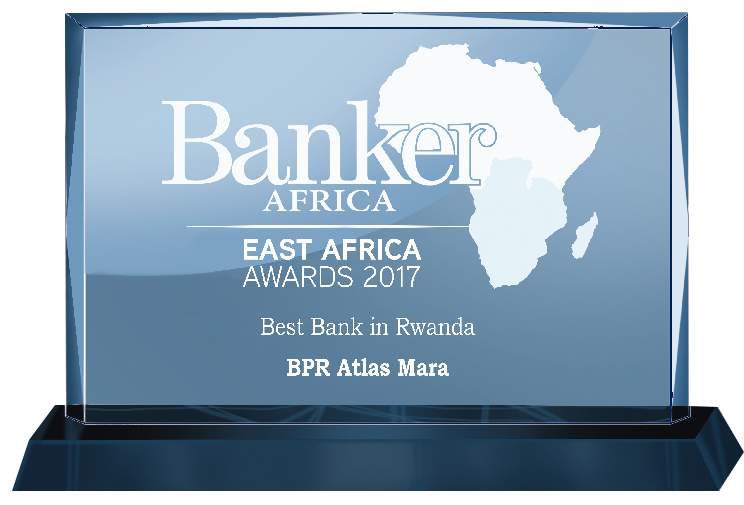 Banker
AFRICA
EAST AFRICA
AWARDS 2017
Best Bank in Rwanda
BPR Atlas Mara